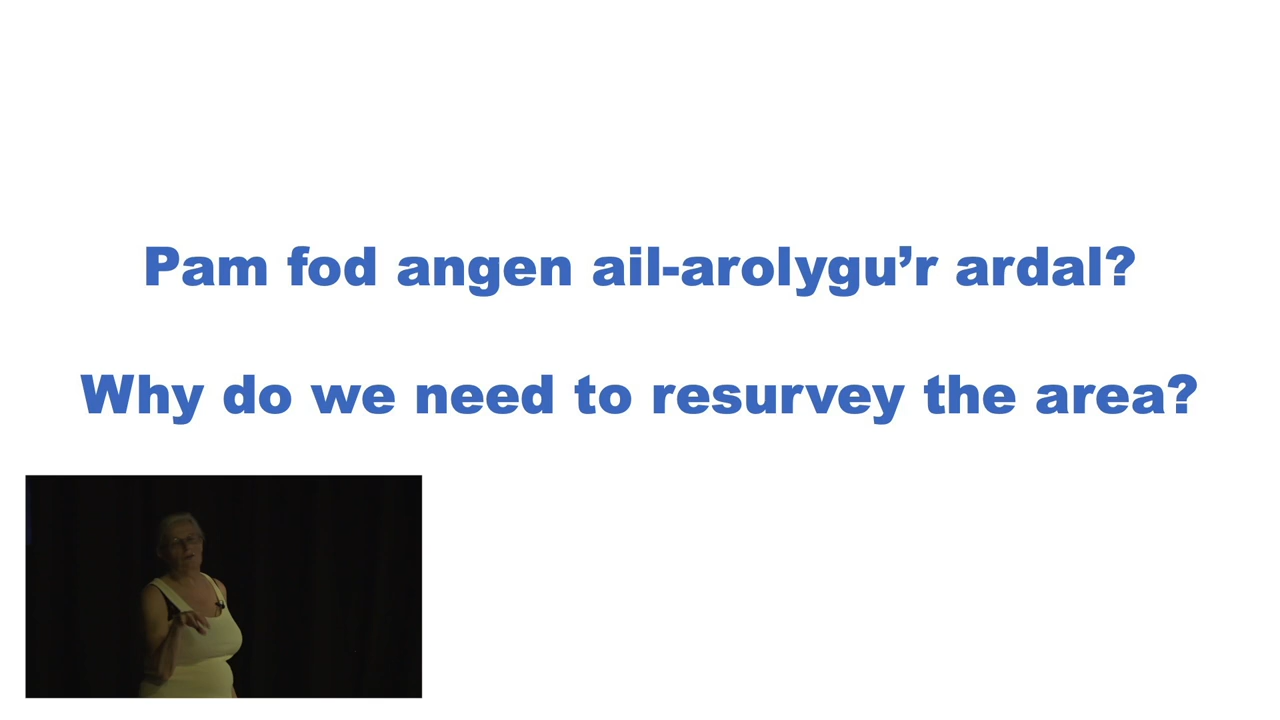 Pam fod angen ail-arolygu’r ardal?
Why do we need to resurvey the area?